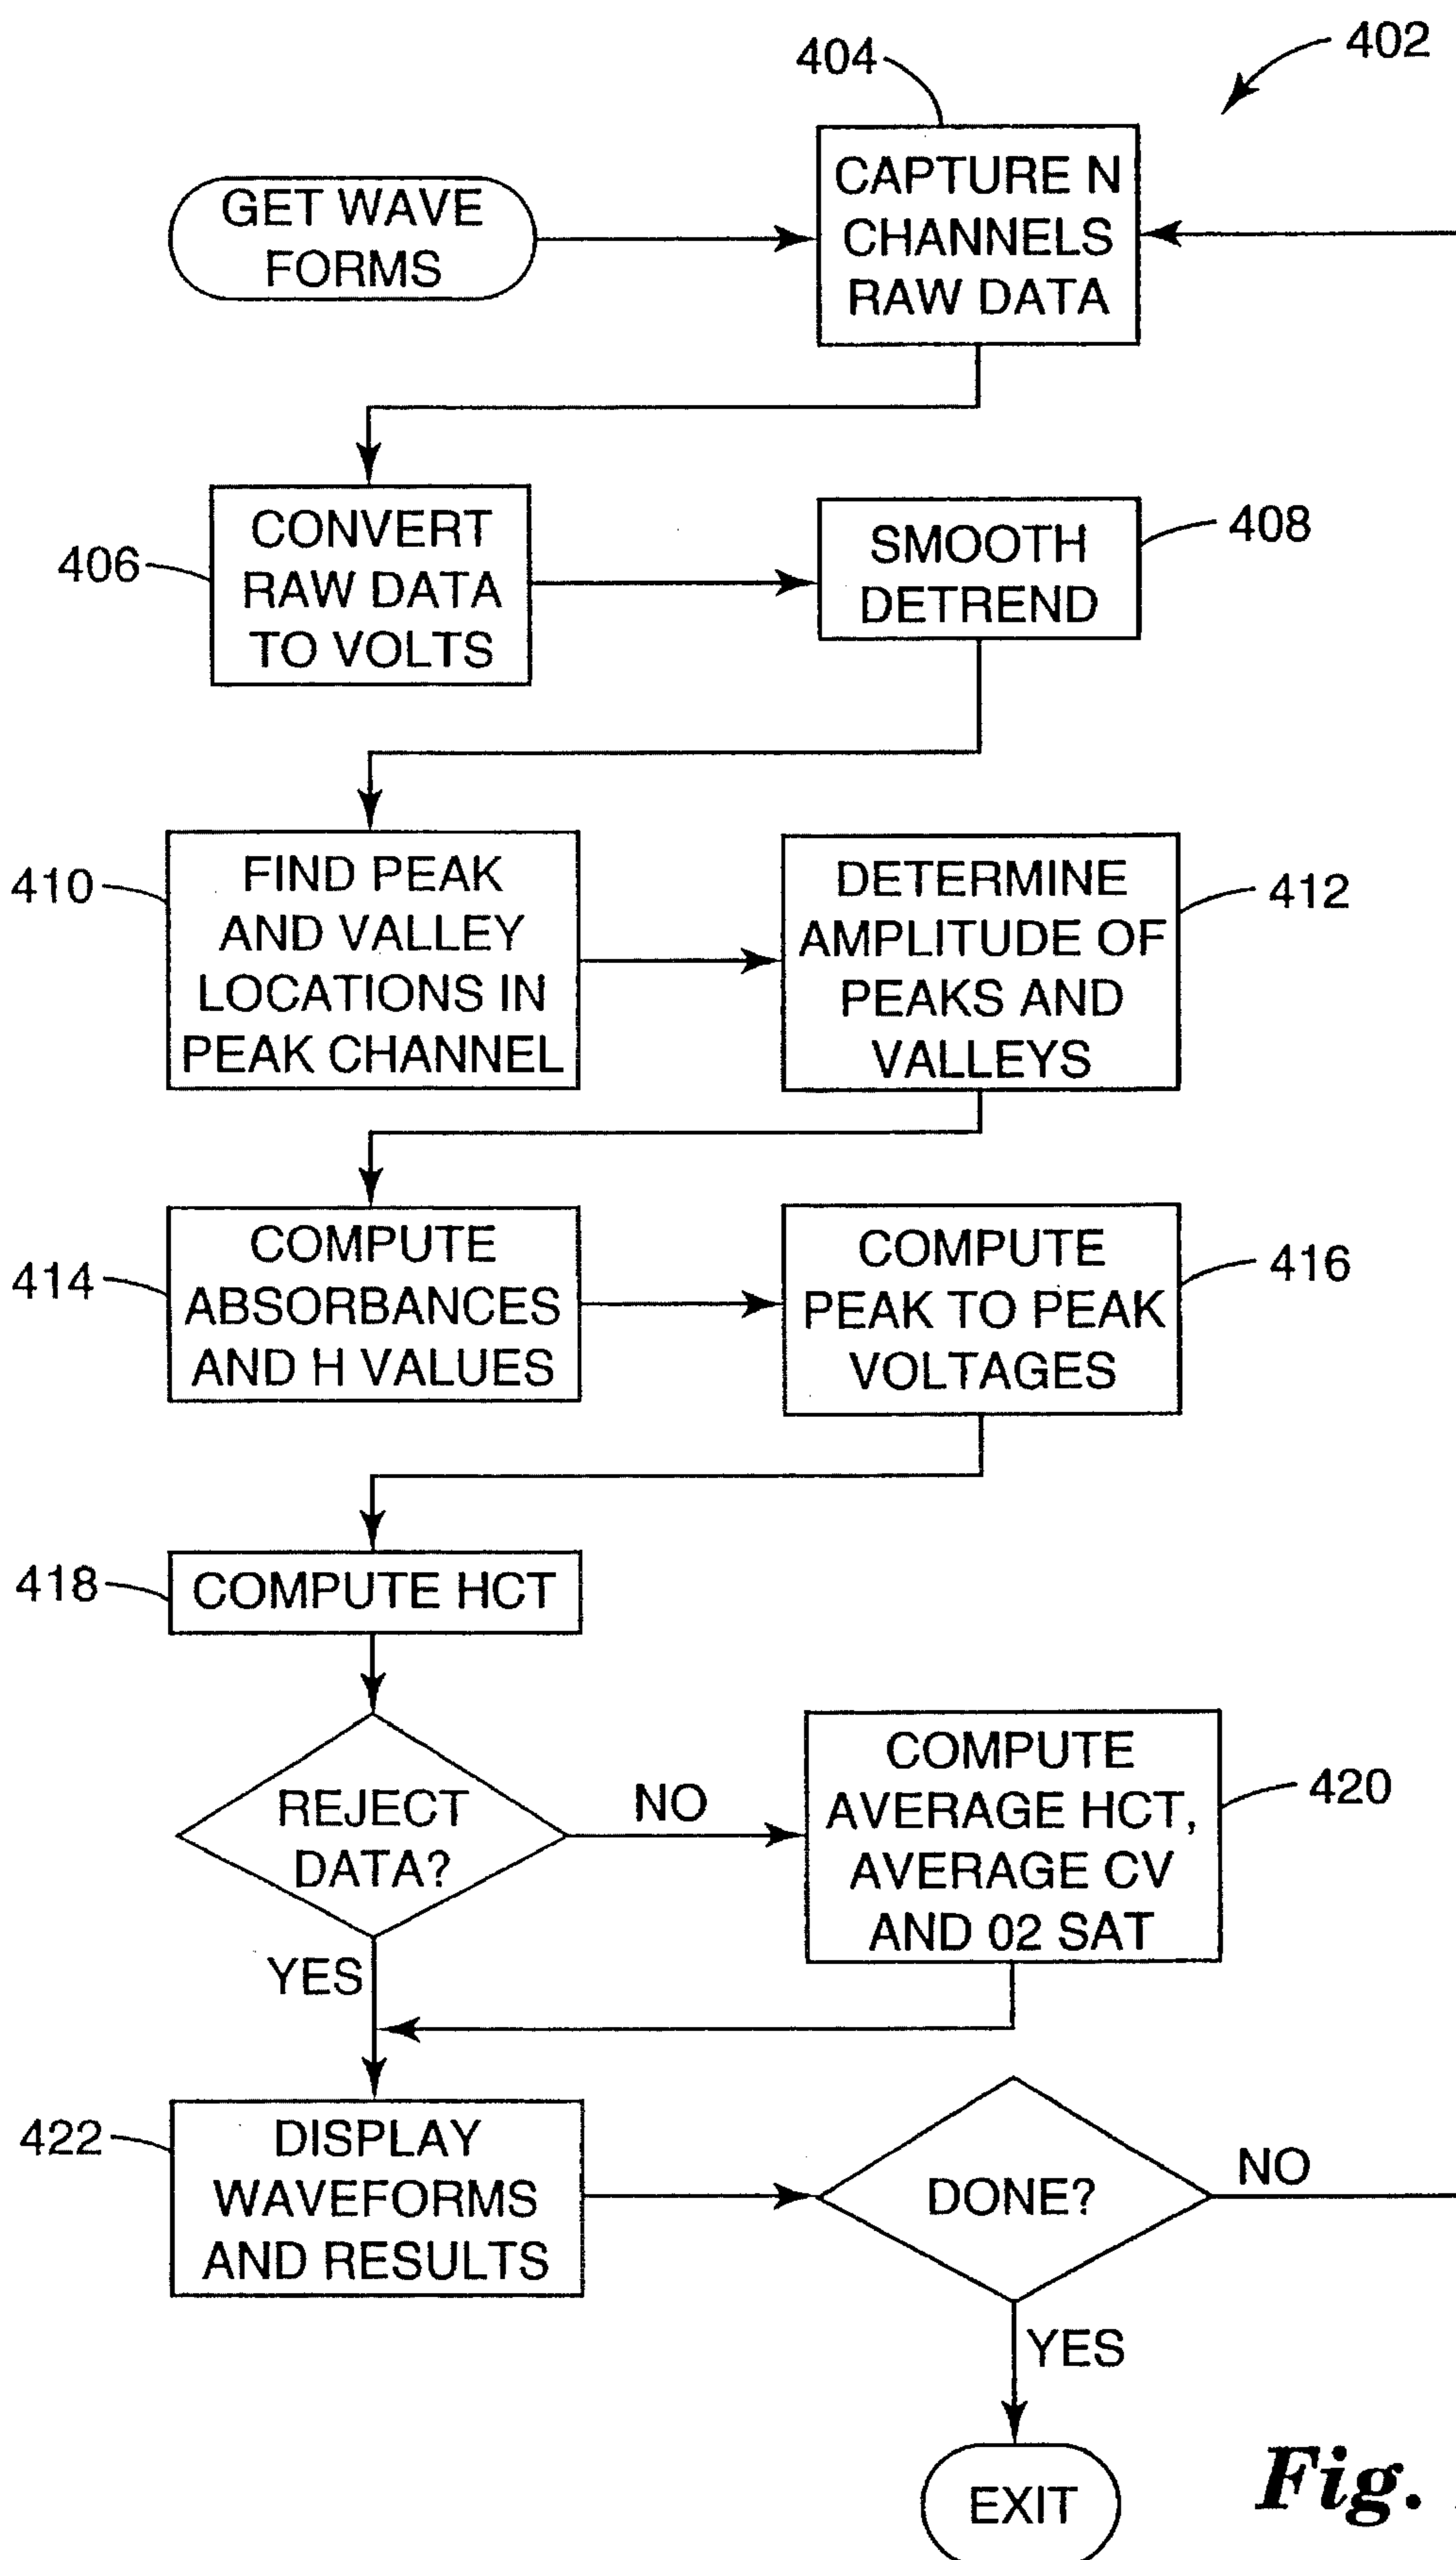 402
404
GET WAVE
FORMS
CAPTURE N
CHANNELS
RAW DATA
406
CONVERT
RAW DATA
TO VOLTS
SMOOTH
DETREND
408
410
FIND PEAK
AND VALLEY
LOCATIONS IN
PEAK CHANNEL
DETERMINE
AMPLITUDE OF
PEAKS AND
VALLEYS
412
414
COMPUTE
ABSORBANCES
AND H VALUES
COMPUTE
PEAK TO PEAK
VOLTAGES
416
418
COMPUTE HCT
REJECT
DATA?
NO
COMPUTE
AVERAGE HCT,
AVERAGE CV
AND 02 SAT
420
YES
422
DISPLAY
WAVEFORMS
AND RESULTS
DONE?
NO
YES
EXIT
Fig.